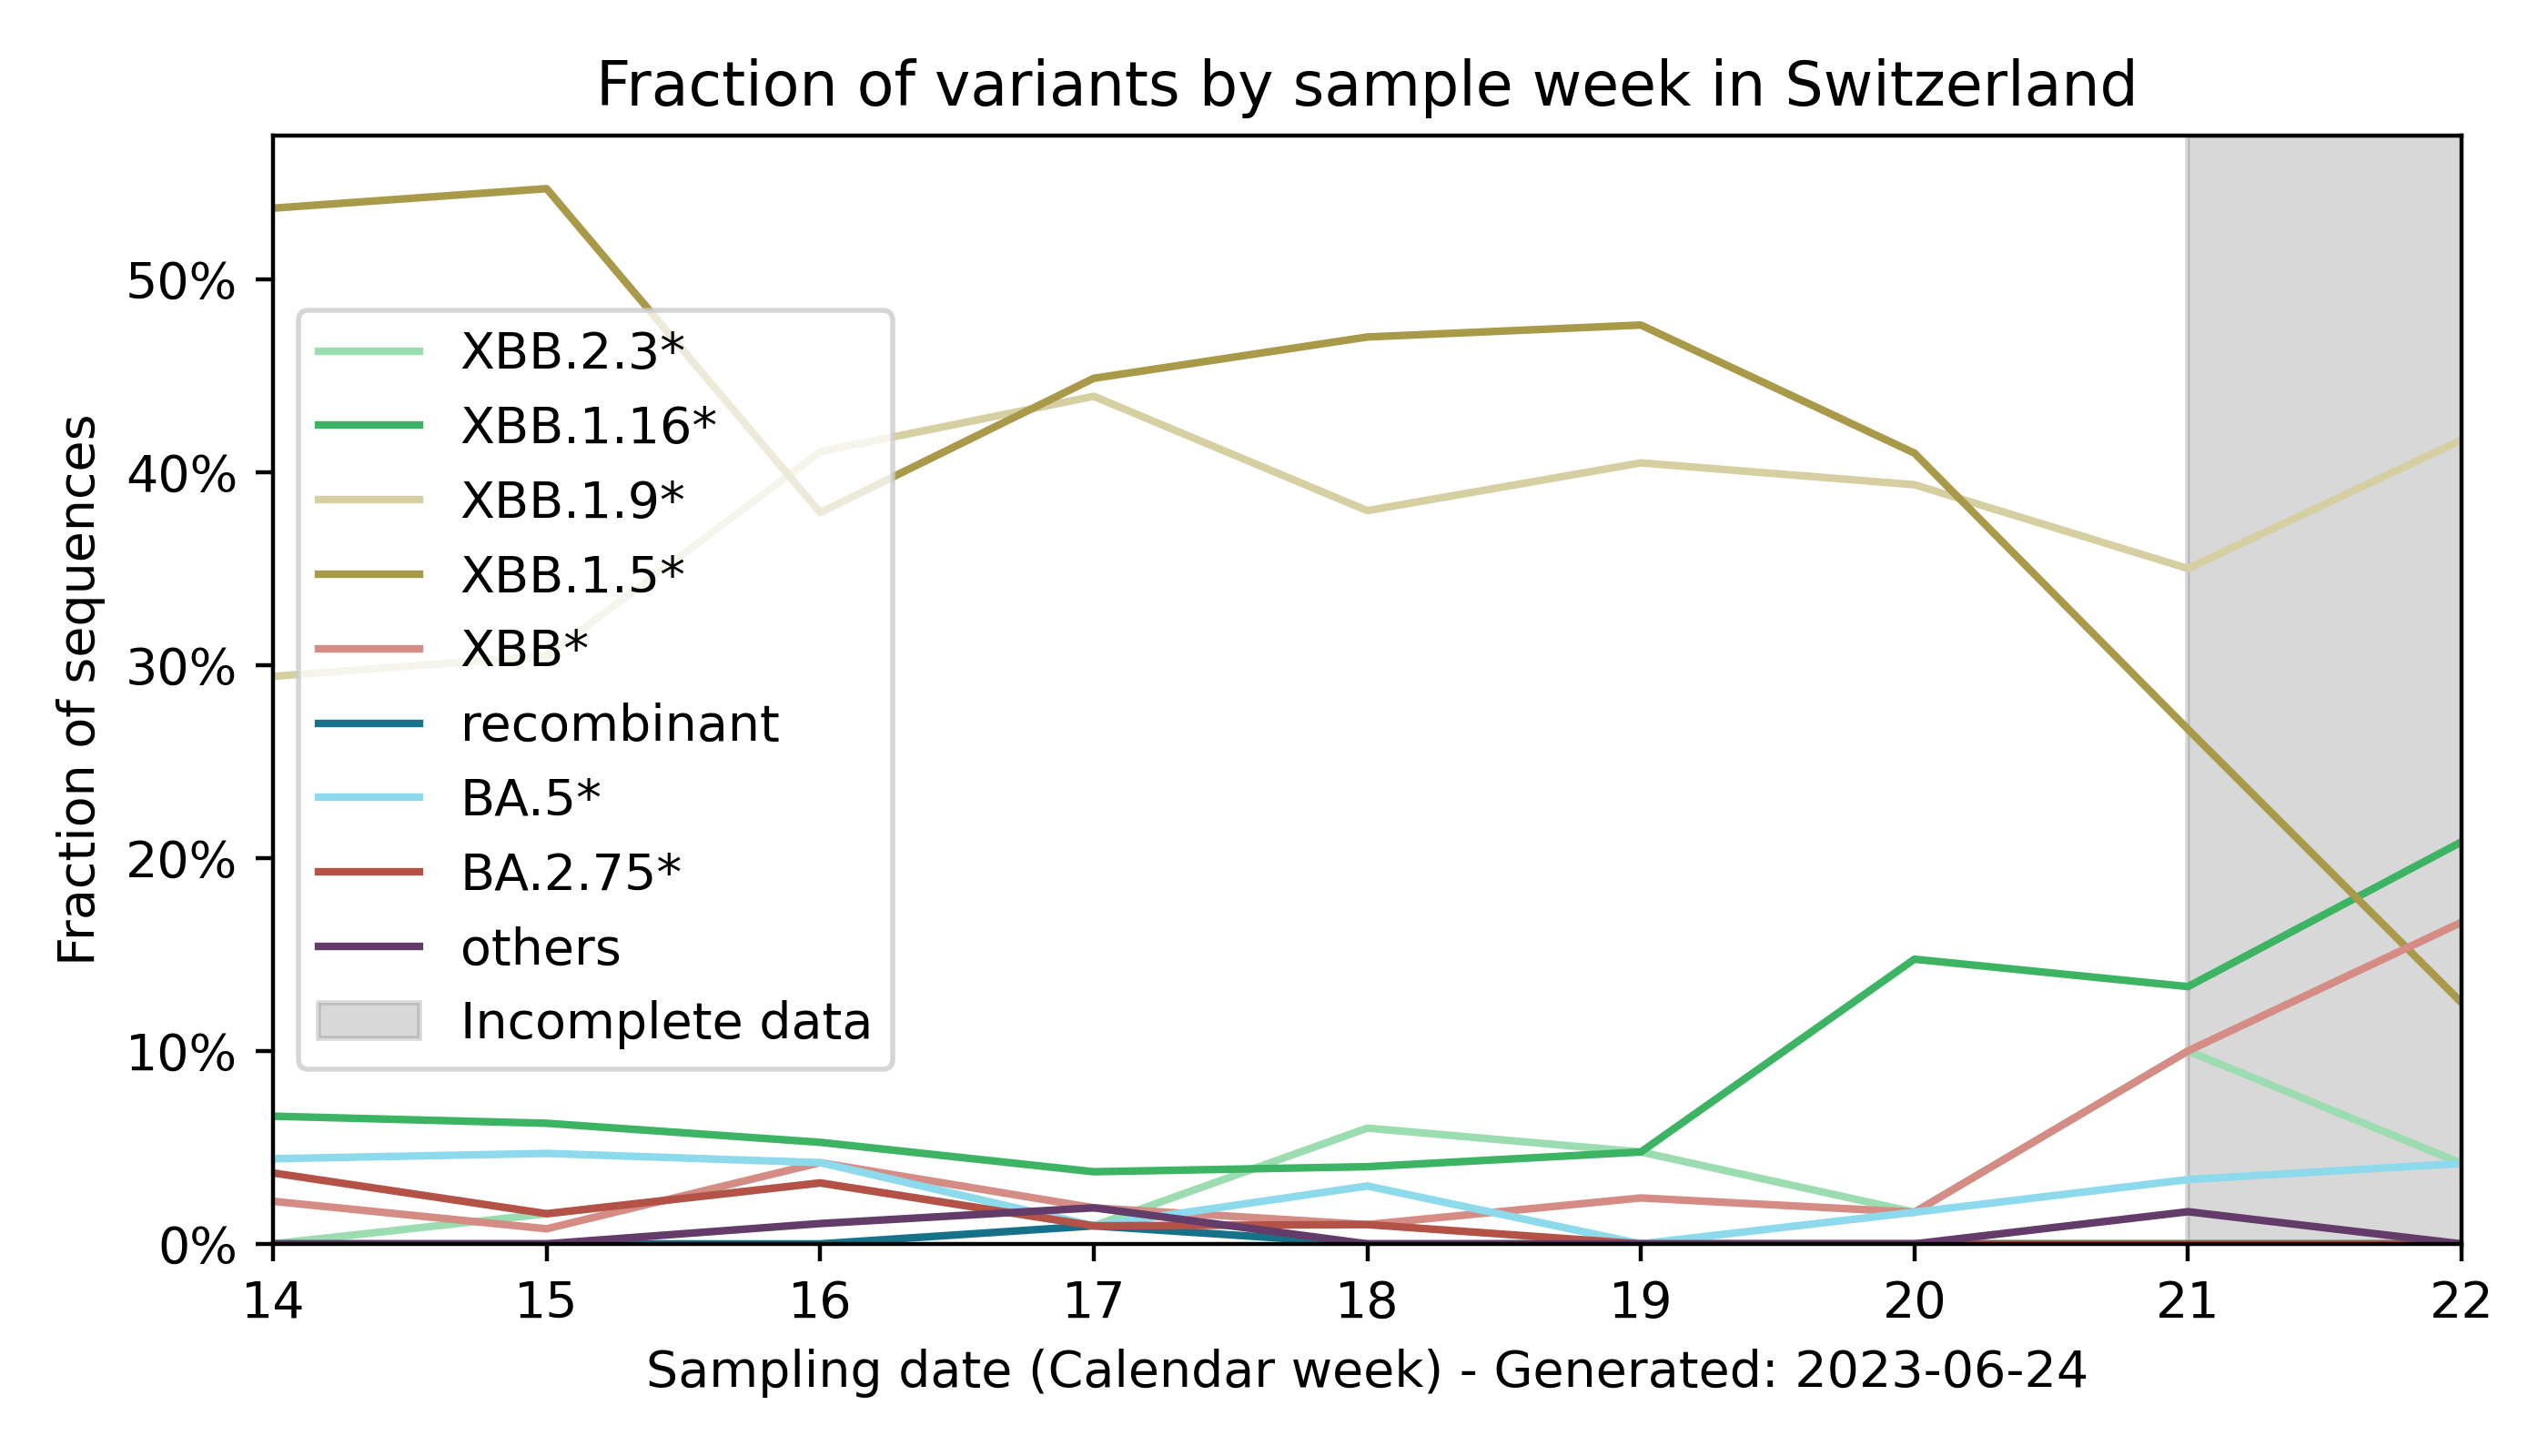 Fraction of variants by sample week in Switzerland
Fraction of sequences
50%
40%
30%
20%
10%
0%
XBB.2.3*
XBB.1.16*
XBB.1.9*
XBB.1.5*
XBB*
recombinant
BA.5*
BA.2.75*
others
Incomplete data
14 15 16 17 18 19 20 21 22
Sampling date (Calendar week) - Generated: 2023-06-24